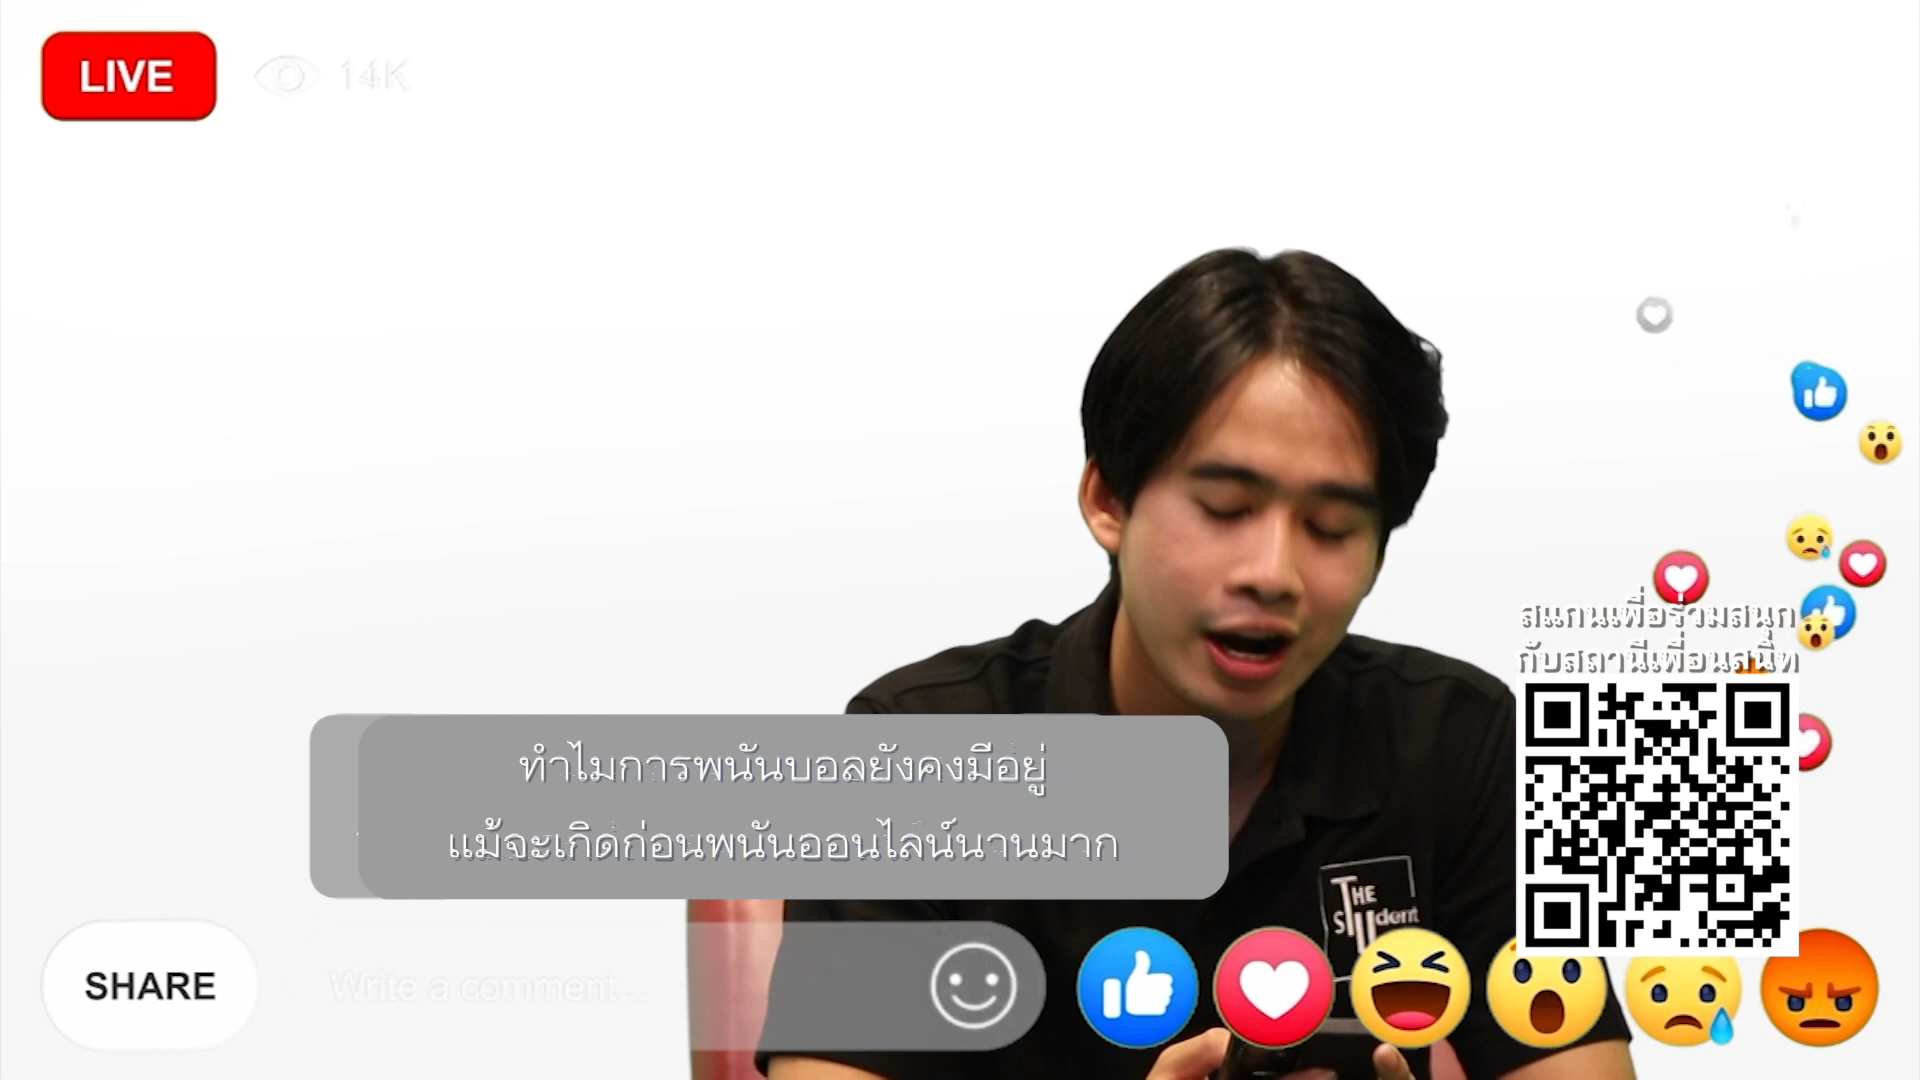 LIVE
14K
สแกนเพื่อร่วมสนุก
กับสถานีเพื่อนสนิท
ทำไมการพนันบอลยังคงมีอยู่
แม้จะเกิดก่อนพนันออนไลน์นานมาก
THE
STUdent
SHARE
Write a comment...